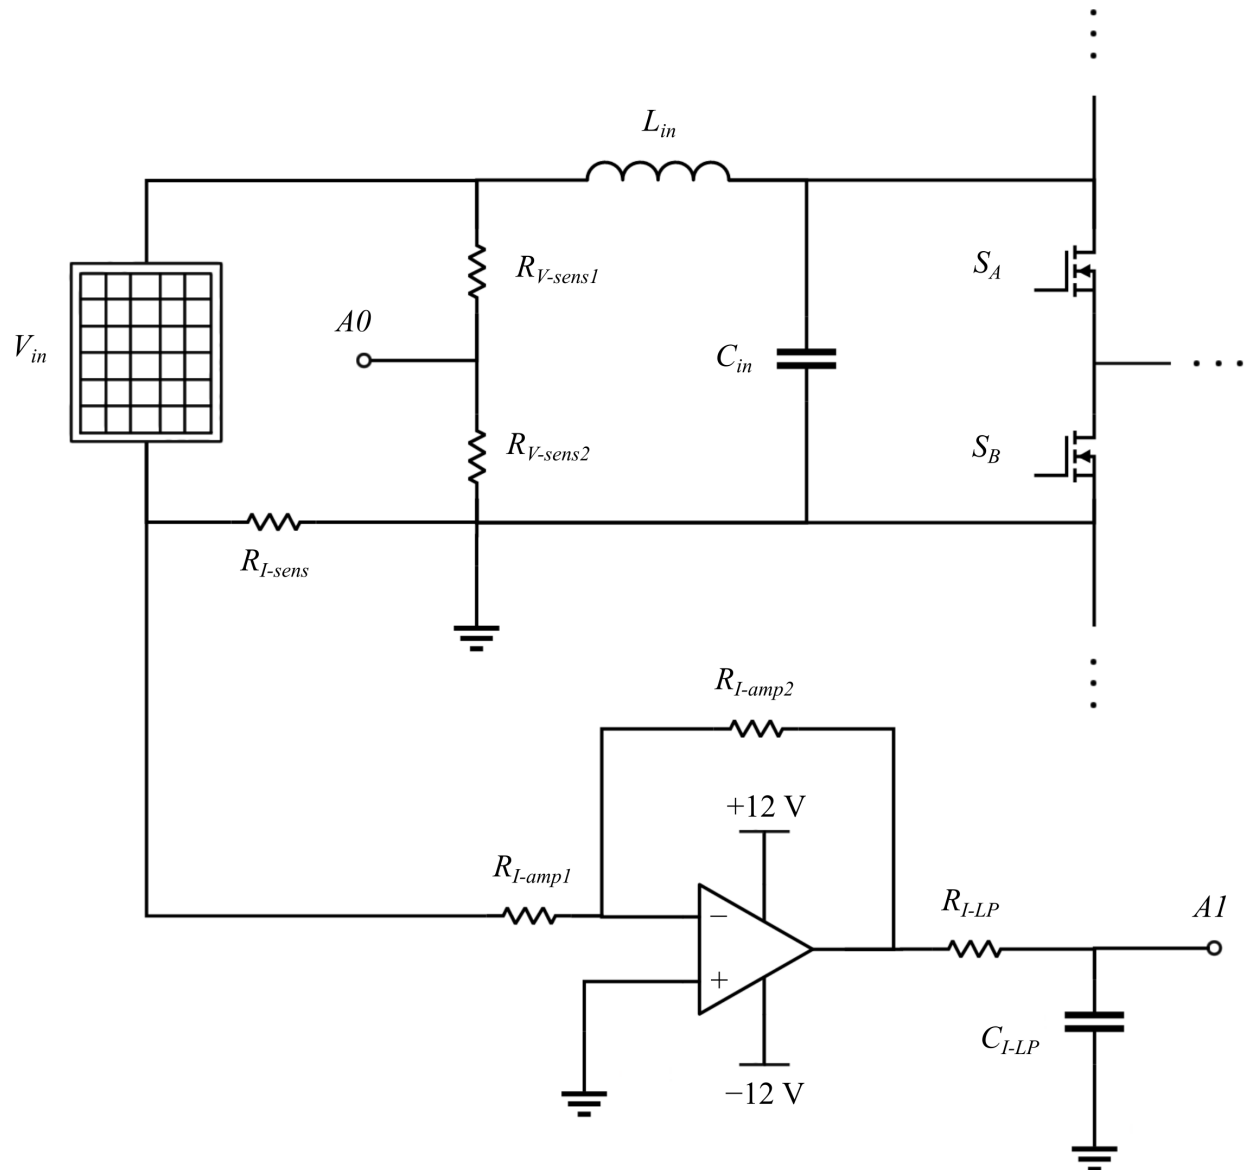 L_in
R_V-sens1
S_A
A0
V_in
C_in
R_V-sens2
S_B
R_I-sens
R_I-amp2
+12 V
R_I-amp1
R_I-LP
A1
−
+
C_I-LP
−12 V